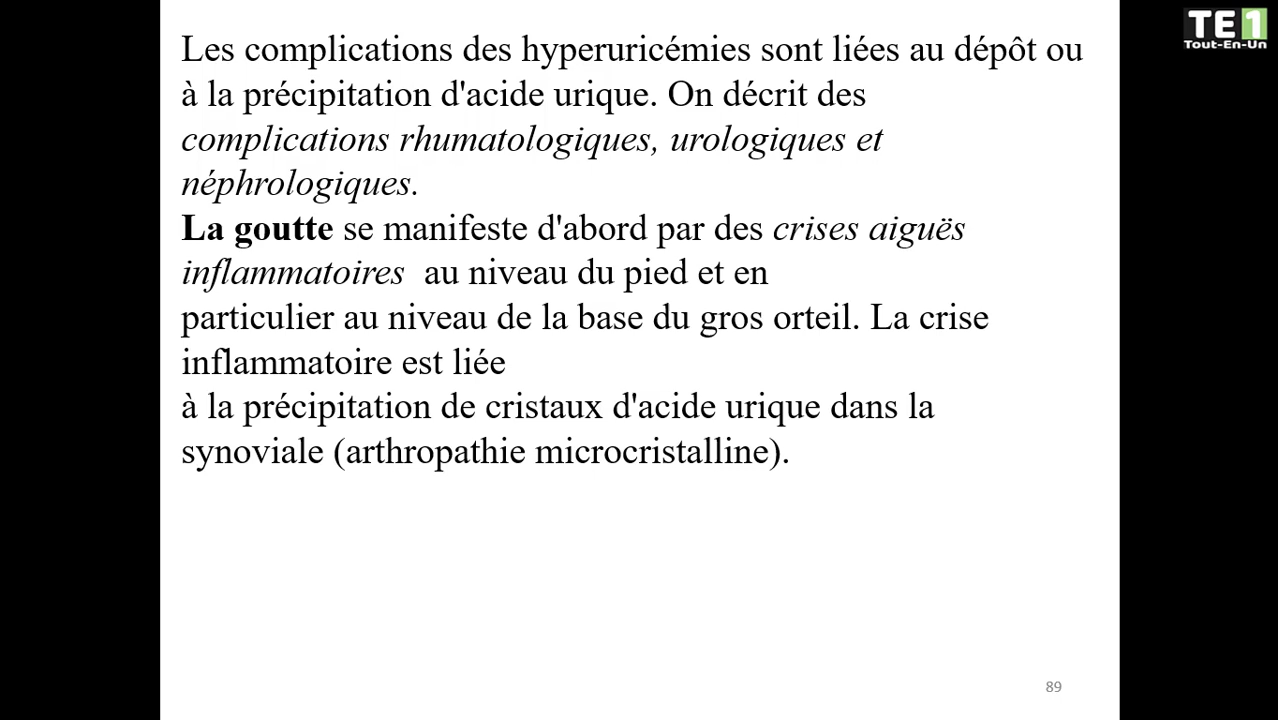 TE1
Tout-En-Un
Les complications des hyperuricémies sont liées au dépôt ou
à la précipitation d'acide urique. On décrit des
complications rhumatologiques, urologiques et
néphrologiques.
La goutte se manifeste d'abord par des crises aiguës
inflammatoires au niveau du pied et en
particulier au niveau de la base du gros orteil. La crise
inflammatoire est liée
à la précipitation de cristaux d'acide urique dans la
synoviale (arthropathie microcristalline).
89